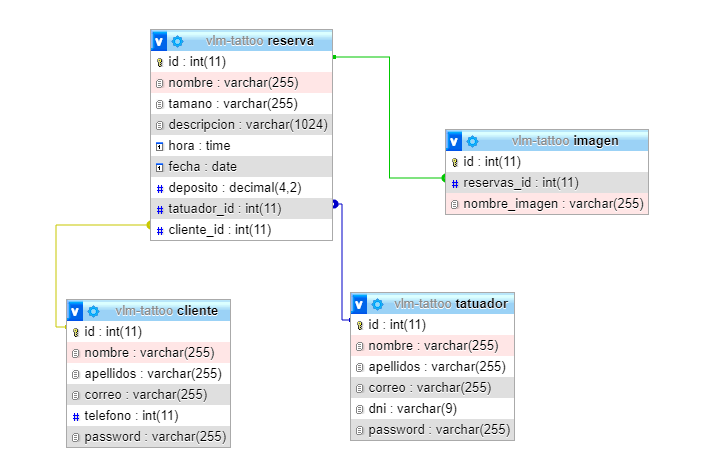 v vlm-tattoo reserva
id : int(11)
nombre : varchar(255)
tamano : varchar(255)
descripcion : varchar(1024)
hora : time
fecha : date
# deposito : decimal(4,2)
# tatuador_id : int(11)
# cliente_id : int(11)
v vlm-tattoo imagen
id : int(11)
# reservas_id : int(11)
nombre_imagen : varchar(255)
v vlm-tattoo cliente
id : int(11)
nombre : varchar(255)
apellidos : varchar(255)
correo : varchar(255)
# telefono : int(11)
password : varchar(255)
v vlm-tattoo tatuador
id : int(11)
nombre : varchar(255)
apellidos : varchar(255)
correo : varchar(255)
dni : varchar(9)
password : varchar(255)